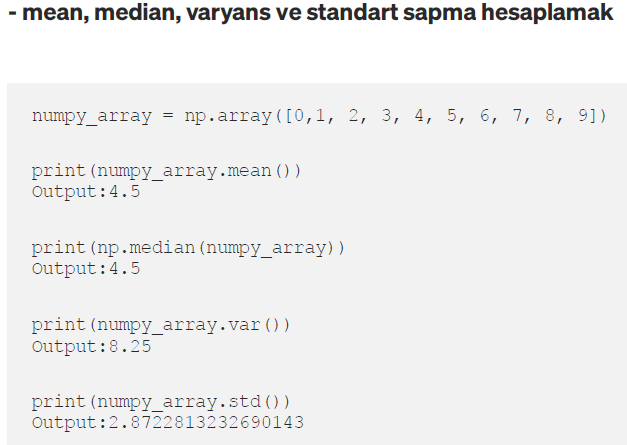 - mean, median, varyans ve standart sapma hesaplamak
numpy_array = np.array([0,1, 2, 3, 4, 5, 6, 7, 8, 9])
print(numpy_array.mean())
Output:4.5
print(np.median(numpy_array))
Output:4.5
print(numpy_array.var())
Output:8.25
print(numpy_array.std())
Output:2.8722813232690143